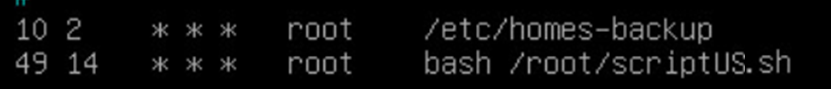 10 2 * * * root /etc/homes-backup
49 14 * * * root bash /root/scriptUS.sh